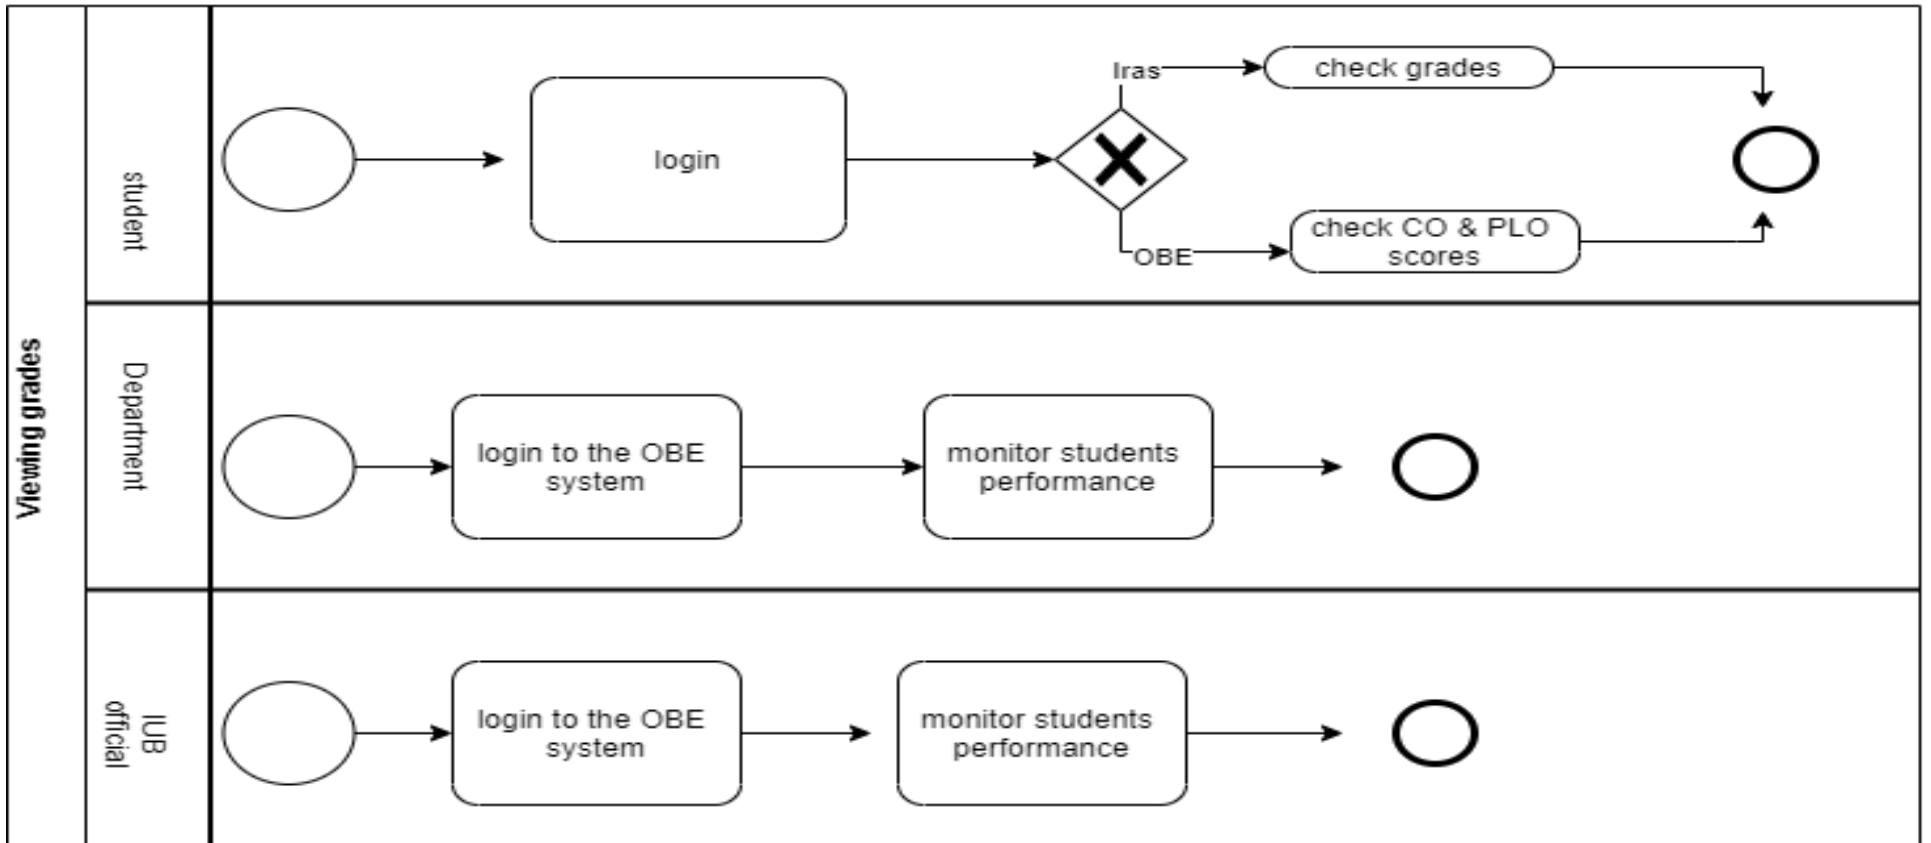 Viewing grades
student
login
Iras
check grades
OBE
check CO & PLO
scores
Department
login to the OBE
system
monitor students
performance
IUB
official
login to the OBE
system
monitor students
performance